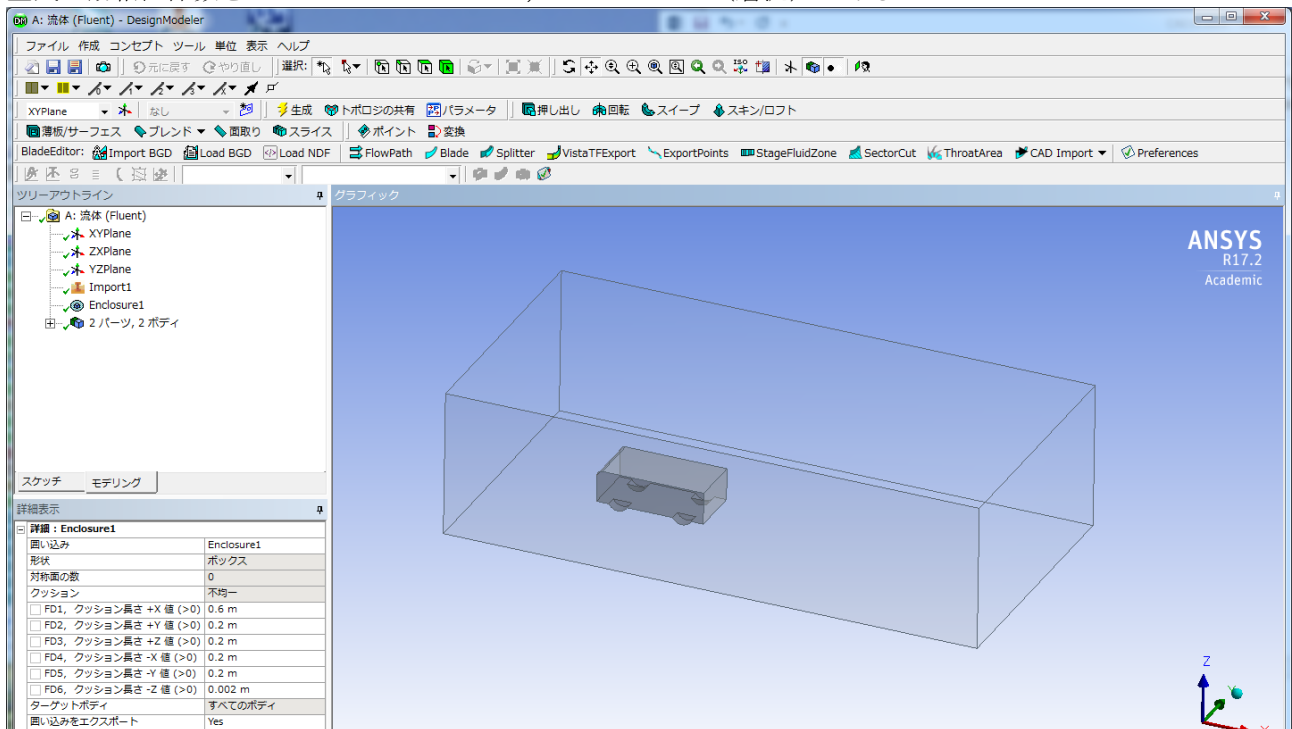 A: 流体 (Fluent) - DesignModeler
ファイル 作成 コンセプト ツール 単位 表示 ヘルプ
元に戻す やり直し 選択:
XYPlane なし 生成 トポロジの共有 パラメータ 押し出し 回転 スイープ スキン/ロフト
薄板/サーフェス ブレンド 面取り スライス ポイント 変換
BladeEditor: Import BGD Load BGD Load NDF FlowPath Blade Splitter VistaTFExport ExportPoints StageFluidZone SectorCut ThroatArea CAD Import Preferences
ツリーアウトライン
グラフィック
A: 流体 (Fluent)
XYPlane
ZXPlane
YZPlane
Import1
Enclosure1
2 パーツ, 2 ボディ
スケッチ モデリング
詳細表示
詳細 : Enclosure1
囲い込み Enclosure1
形状 ボックス
対称面の数 0
クッション 不均一
FD1, クッション長さ +X 値 (>0) 0.6 m
FD2, クッション長さ +Y 値 (>0) 0.2 m
FD3, クッション長さ +Z 値 (>0) 0.2 m
FD4, クッション長さ -X 値 (>0) 0.2 m
FD5, クッション長さ -Y 値 (>0) 0.2 m
FD6, クッション長さ -Z 値 (>0) 0.002 m
ターゲットボディ すべてのボディ
囲い込みをエクスポート Yes
ANSYS
R17.2
Academic
Z
Y
X